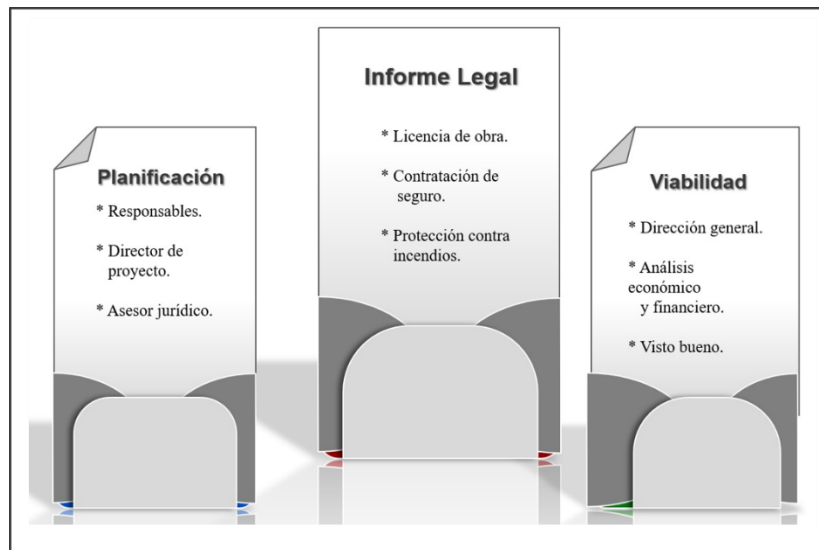 Planificación
* Responsables.
* Director de
proyecto.
* Asesor jurídico.
Informe Legal
* Licencia de obra.
* Contratación de
seguro.
* Protección contra
incendios.
Viabilidad
* Dirección general.
* Análisis
económico
y financiero.
* Visto bueno.